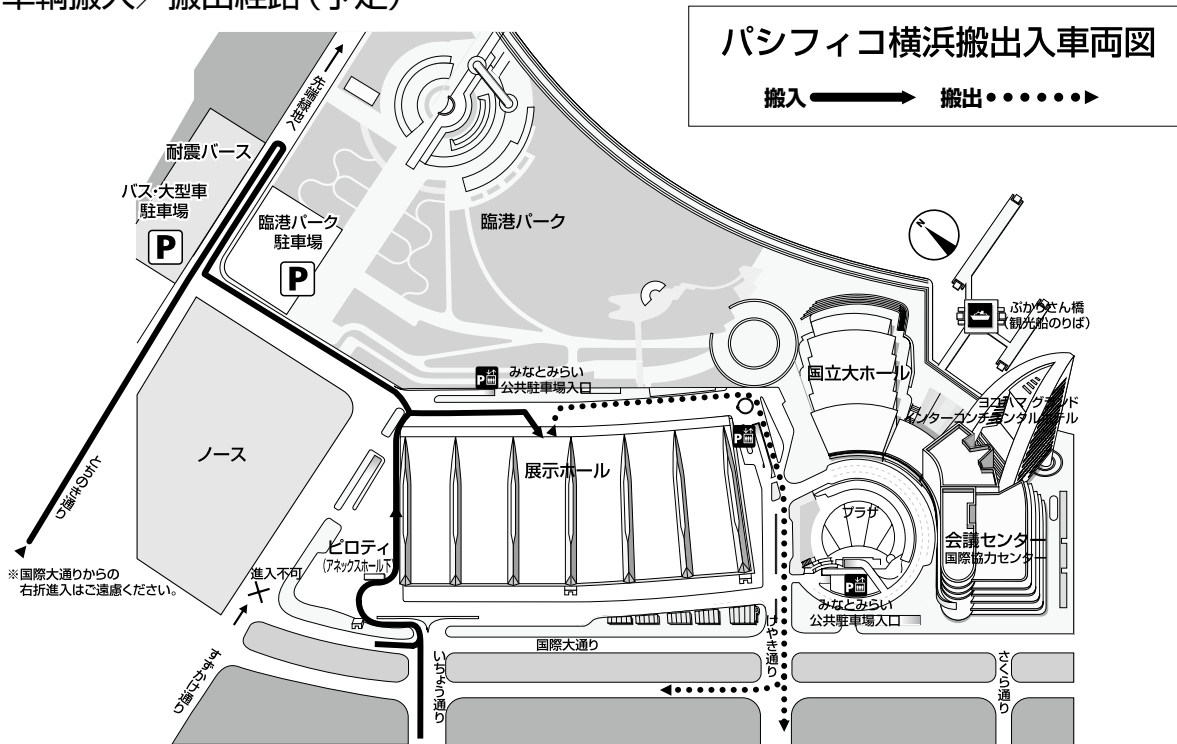 車輌搬入／搬出経路(予定)
パシフィコ横浜搬出入車両図
搬入
搬出
先端緑地へ
耐震バース
バス・大型車
駐車場
P
臨港パーク
駐車場
P
臨港パーク
N
ぷかりさん橋
(観光船のりば)
みなとみらい
公共駐車場入口
P
国立大ホール
ヨコハマ グランド
インターコンチネンタルホテル
ノース
展示ホール
P
とちのき通り
プラザ
ピロティ
(アネックスホール下)
会議センター
国際協力センター
※国際大通りからの
右折進入はご遠慮ください。
進入不可
P
みなとみらい
公共駐車場入口
国際大通り
すずかけ通り
いちょう通り
けやき通り
さくら通り